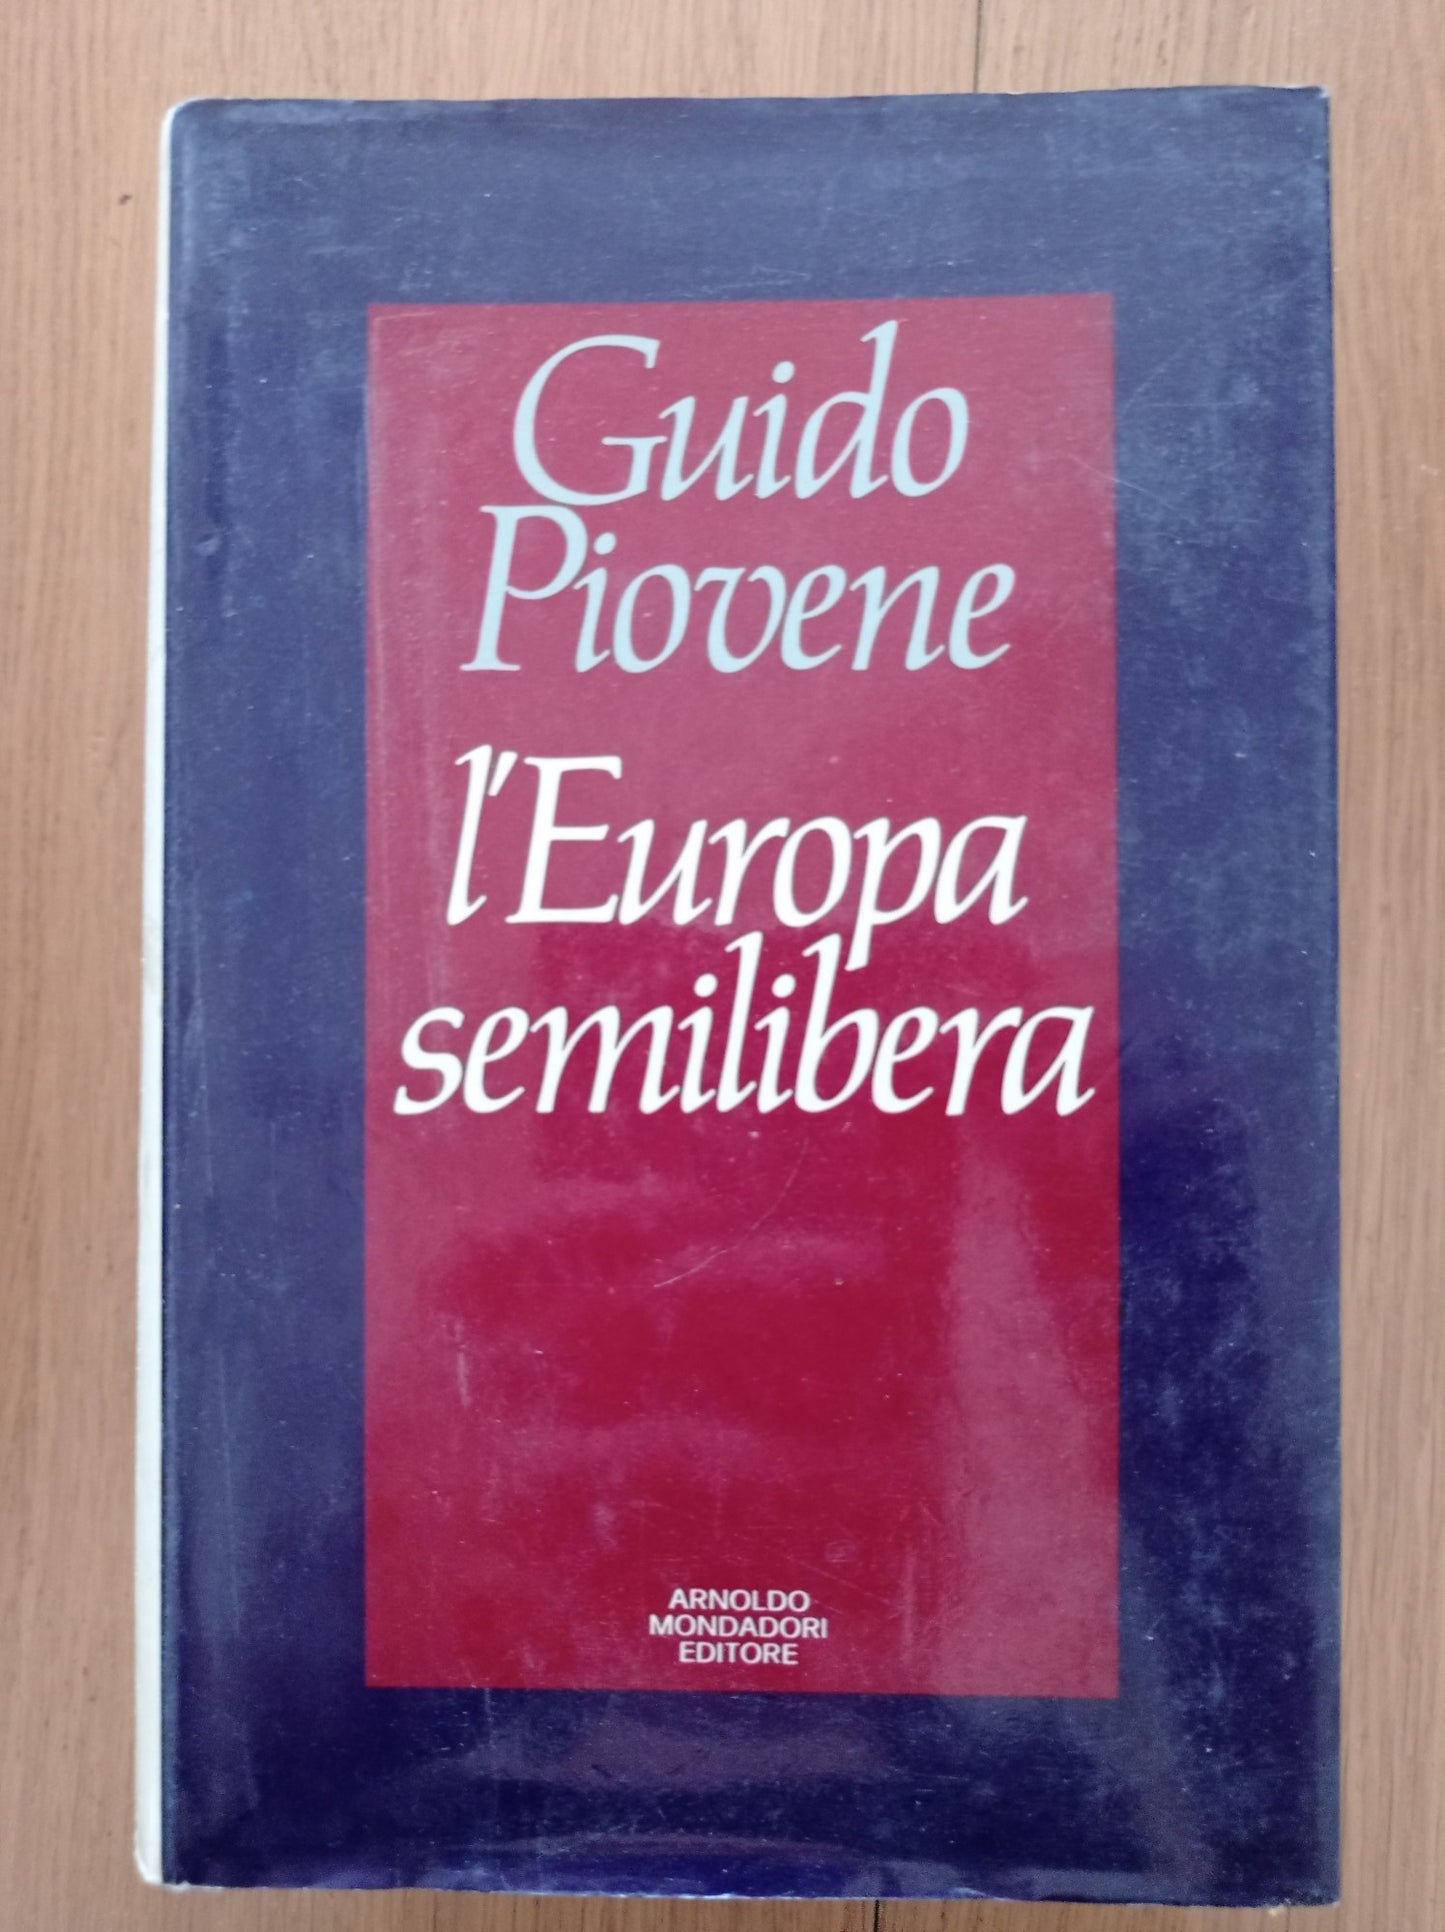 Guido
Piovene
l'Europa
semilibera
ARNOLDO
MONDADORI
EDITORE